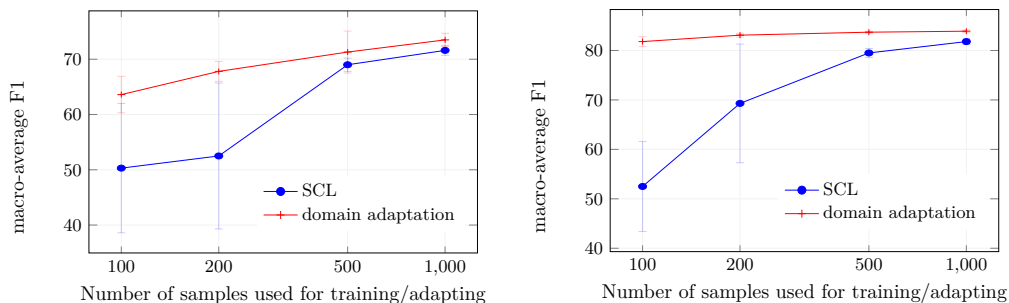 macro-average F1
70
60
50
40
SCL
domain adaptation
100 200 500 1,000
Number of samples used for training/adapting
macro-average F1
80
70
60
50
40
SCL
domain adaptation
100 200 500 1,000
Number of samples used for training/adapting